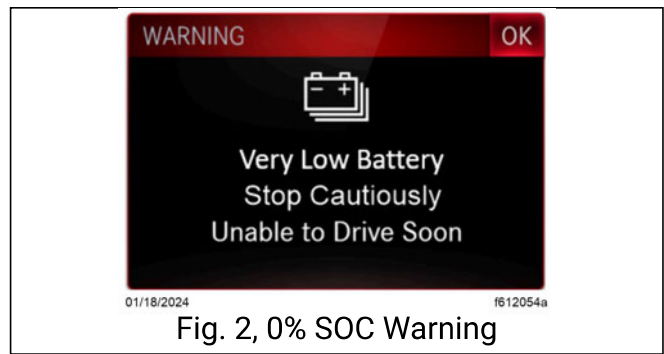 WARNING OK
- +
Very Low Battery
Stop Cautiously
Unable to Drive Soon
01/18/2024 f612054a
Fig. 2, 0% SOC Warning